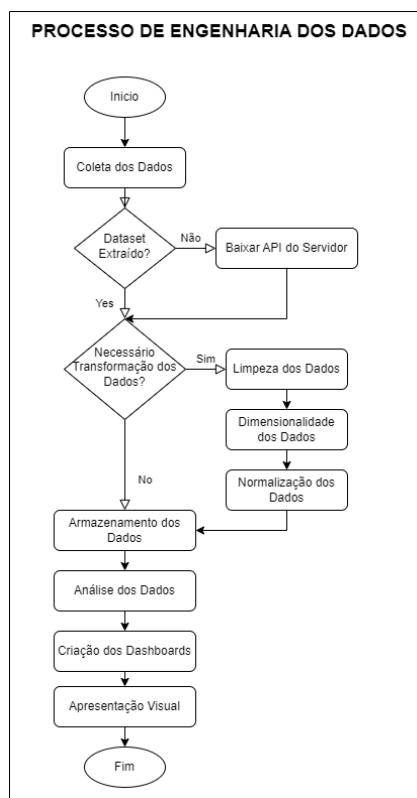 PROCESSO DE ENGENHARIA DOS DADOS
Inicio
Coleta dos Dados
Dataset
Extraído?
Não
Baixar API do Servidor
Yes
Necessário
Transformação dos
Dados?
Sim
Limpeza dos Dados
Dimensionalidade
dos Dados
Normalização dos
Dados
No
Armazenamento dos
Dados
Análise dos Dados
Criação dos Dashboards
Apresentação Visual
Fim